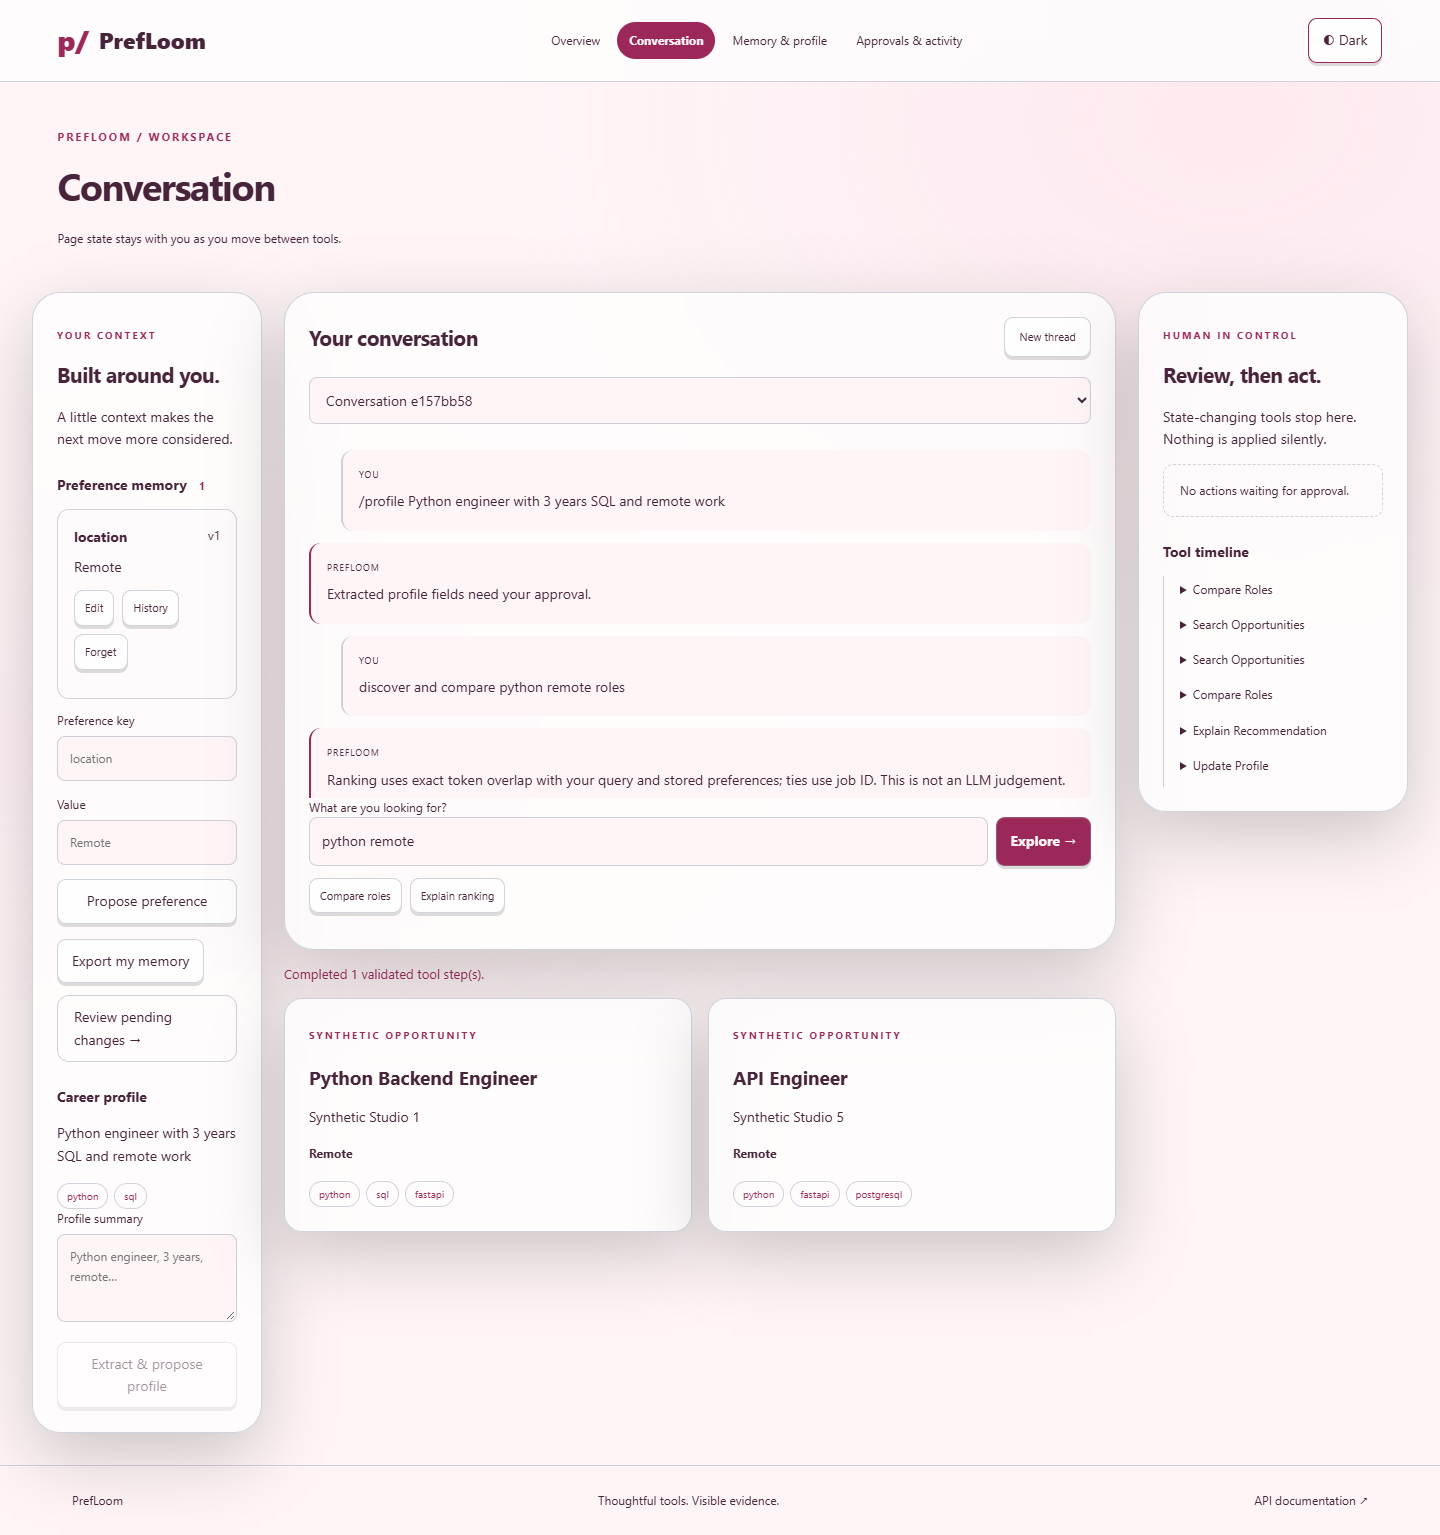 p/ PrefLoom
Overview
Conversation
Memory & profile
Approvals & activity
◐ Dark
PREFLOOM / WORKSPACE
Conversation
Page state stays with you as you move between tools.
YOUR CONTEXT
Built around you.
A little context makes the
next move more considered.
Preference memory 1
location v1
Remote
Edit
History
Forget
Preference key
location
Value
Remote
Propose preference
Export my memory
Review pending
changes →
Career profile
Python engineer with 3 years
SQL and remote work
python
sql
Profile summary
Python engineer, 3 years,
remote...
Extract & propose
profile
Your conversation
New thread
Conversation e157bb58
YOU
/profile Python engineer with 3 years SQL and remote work
PREFLOOM
Extracted profile fields need your approval.
YOU
discover and compare python remote roles
PREFLOOM
Ranking uses exact token overlap with your query and stored preferences; ties use job ID. This is not an LLM judgement.
What are you looking for?
python remote
Explore →
Compare roles
Explain ranking
Completed 1 validated tool step(s).
SYNTHETIC OPPORTUNITY
Python Backend Engineer
Synthetic Studio 1
Remote
python
sql
fastapi
SYNTHETIC OPPORTUNITY
API Engineer
Synthetic Studio 5
Remote
python
fastapi
postgresql
HUMAN IN CONTROL
Review, then act.
State-changing tools stop here.
Nothing is applied silently.
No actions waiting for approval.
Tool timeline
▶ Compare Roles
▶ Search Opportunities
▶ Search Opportunities
▶ Compare Roles
▶ Explain Recommendation
▶ Update Profile
PrefLoom
Thoughtful tools. Visible evidence.
API documentation ↗